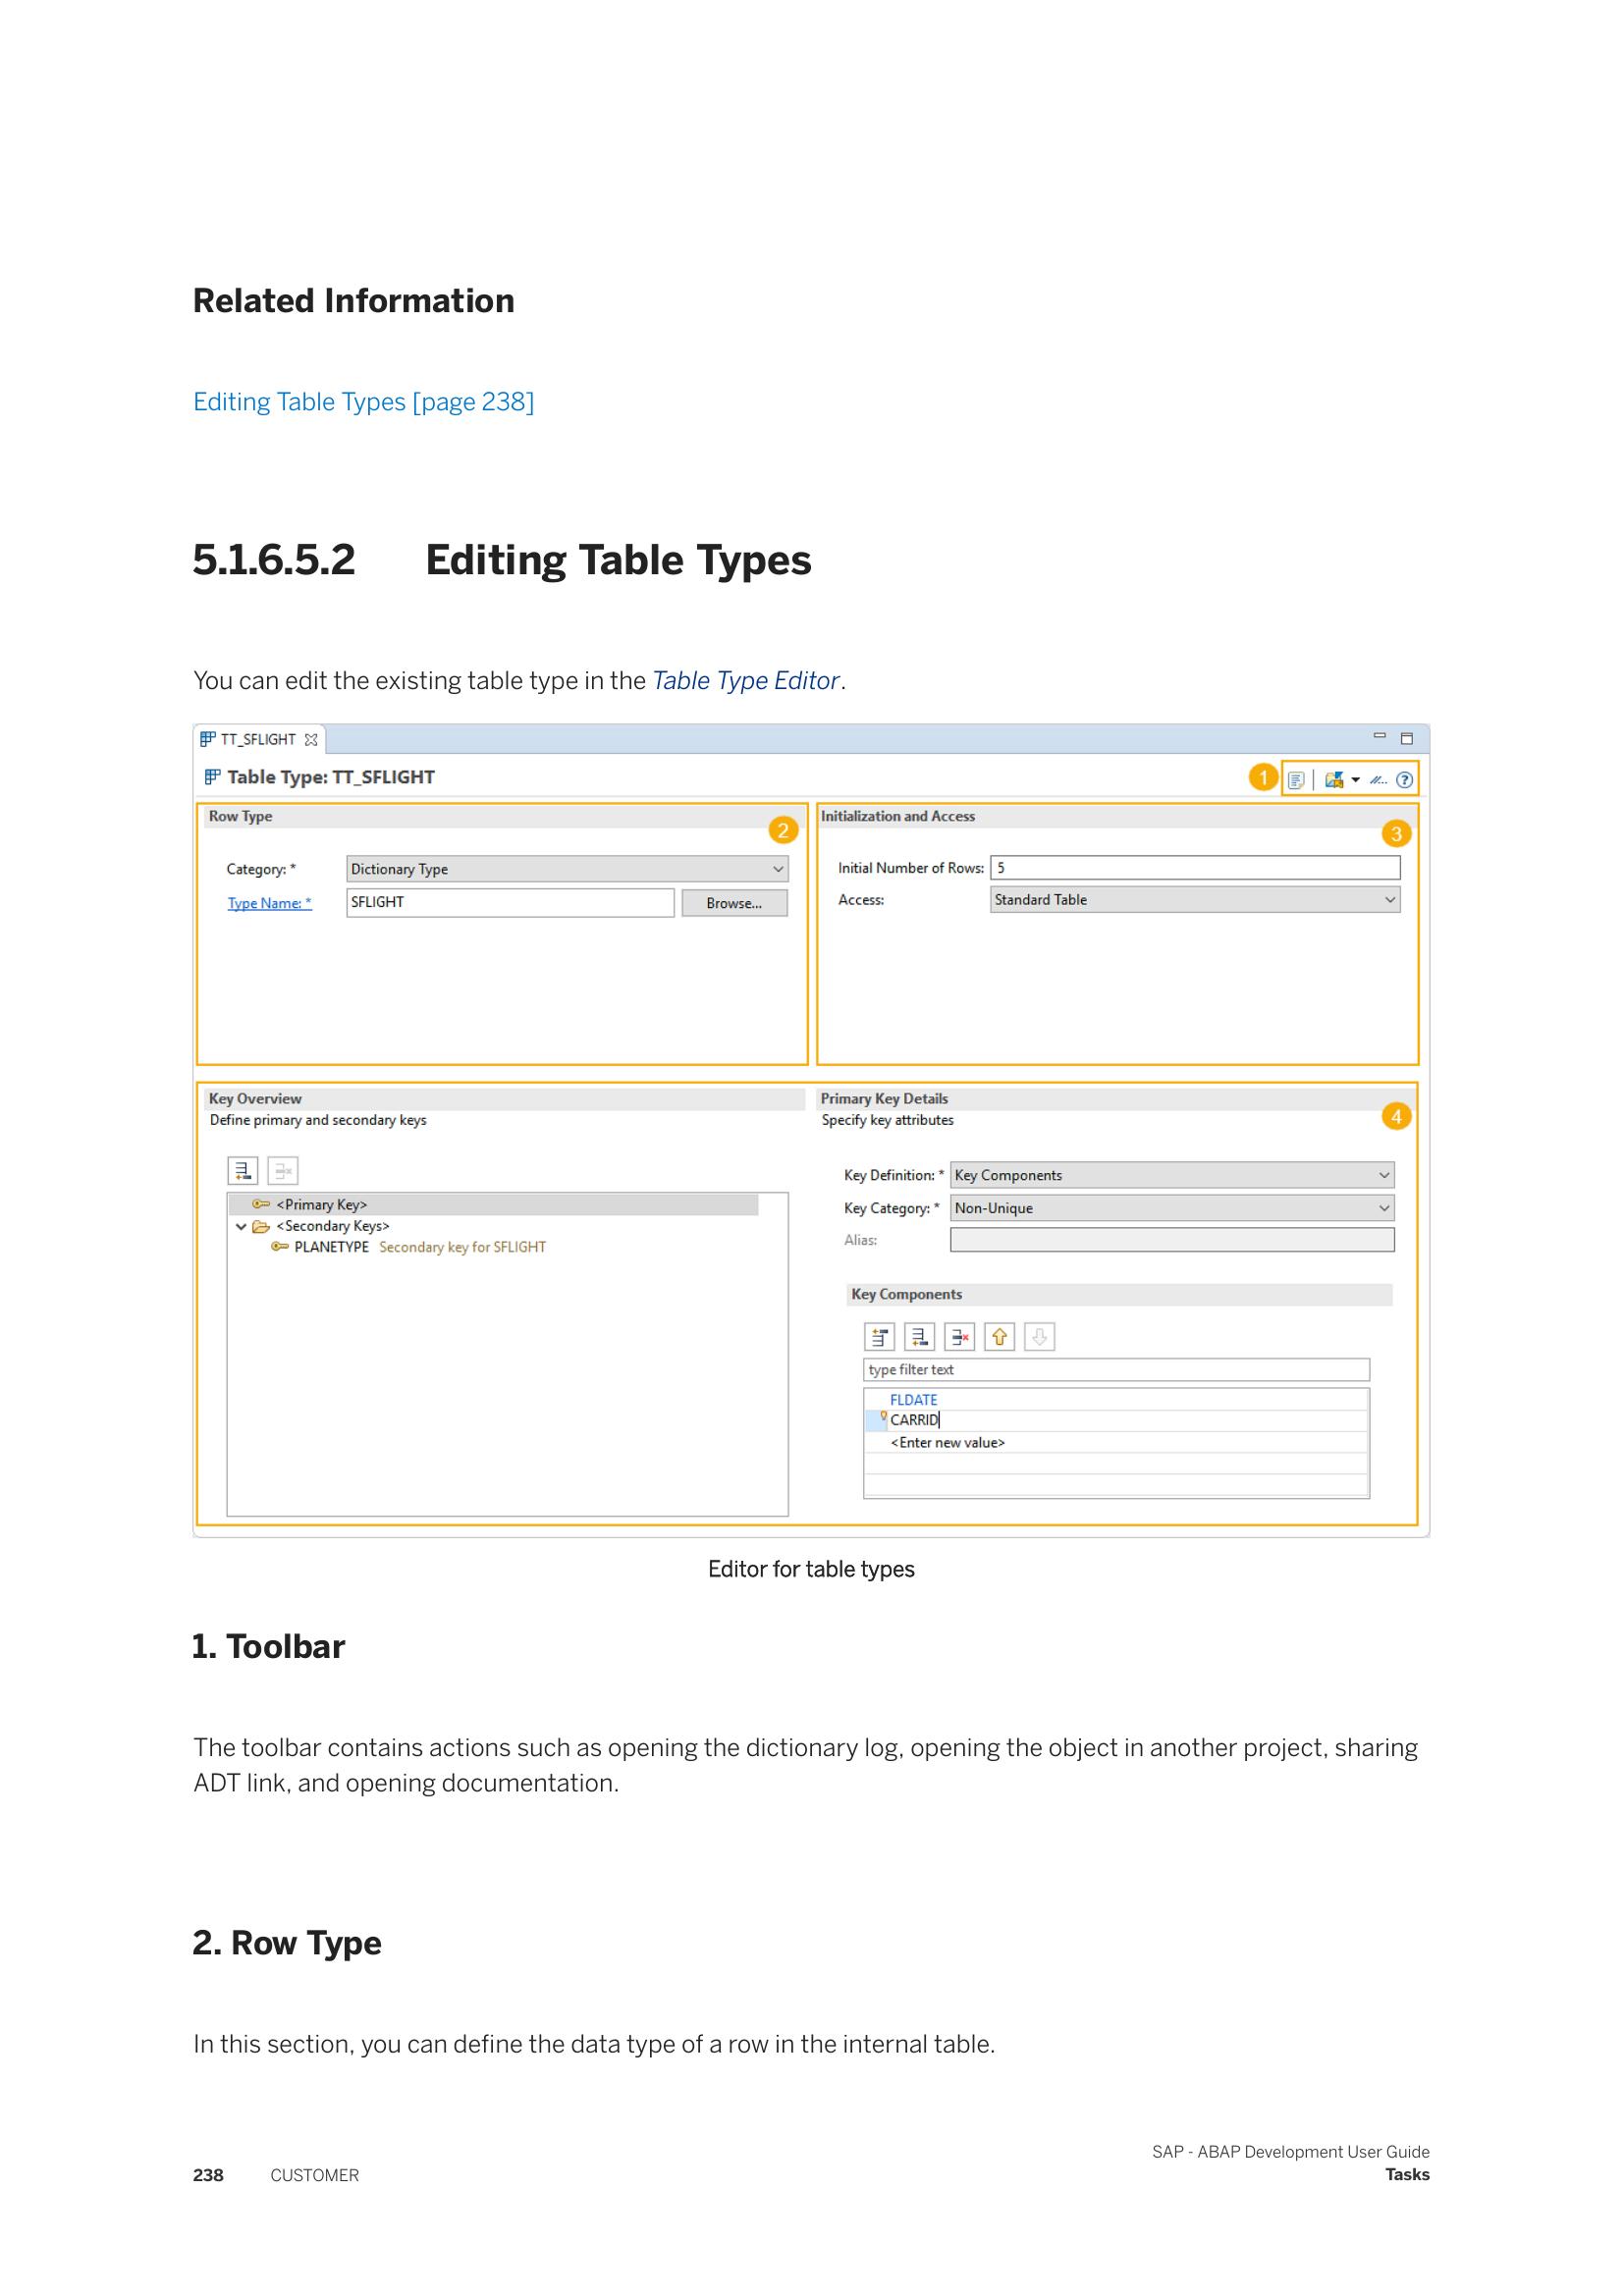 Related Information
Editing Table Types [page 238]
5.1.6.5.2 Editing Table Types
You can edit the existing table type in the Table Type Editor.
TT_SFLIGHT
Table Type: TT_SFLIGHT
1
Row Type
2
Category: * Dictionary Type
Type Name: * SFLIGHT Browse...
Initialization and Access
3
Initial Number of Rows: 5
Access: Standard Table
Key Overview
Define primary and secondary keys
<Primary Key>
<Secondary Keys>
PLANETYPE Secondary key for SFLIGHT
Primary Key Details
4
Specify key attributes
Key Definition: * Key Components
Key Category: * Non-Unique
Alias:
Key Components
type filter text
FLDATE
CARRID
<Enter new value>
Editor for table types
1. Toolbar
The toolbar contains actions such as opening the dictionary log, opening the object in another project, sharing
ADT link, and opening documentation.
2. Row Type
In this section, you can define the data type of a row in the internal table.
238 CUSTOMER
SAP - ABAP Development User Guide
Tasks